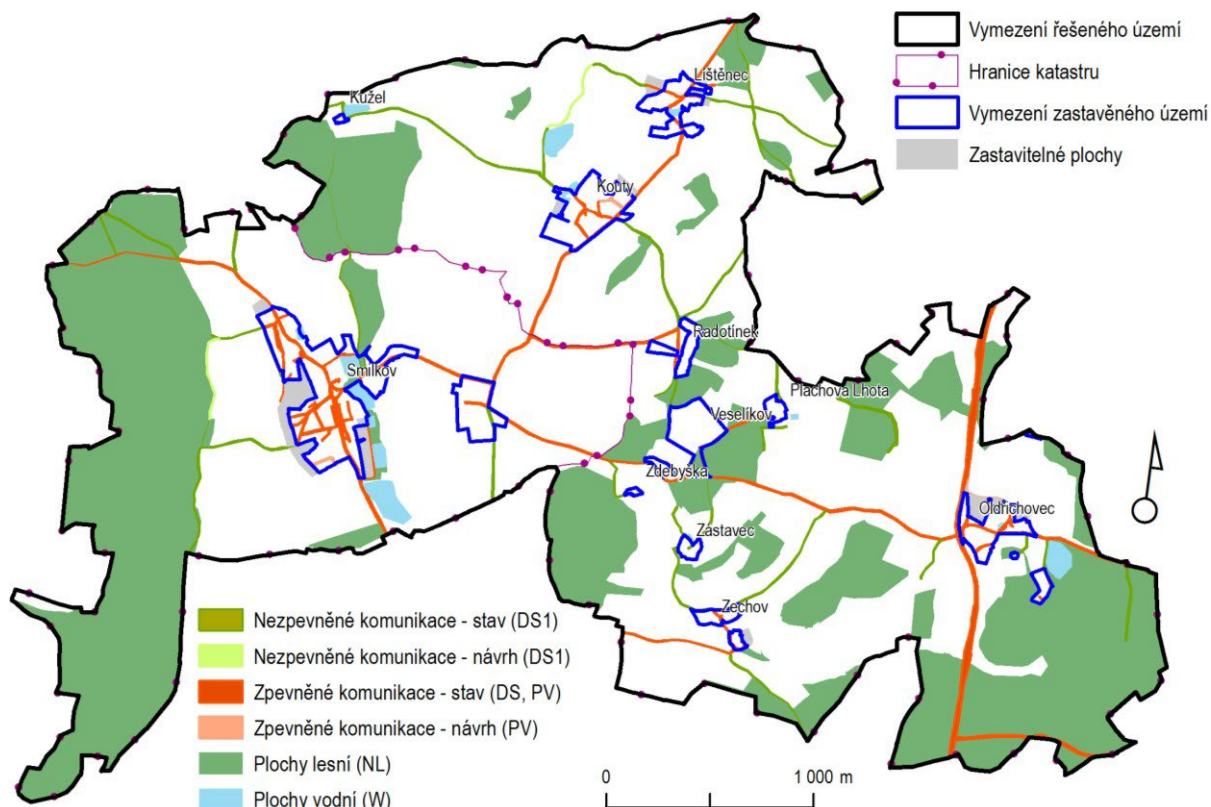 Vymezení řešeného území
Hranice katastru
Vymezení zastavěného území
Zastavitelné plochy
Lištěnec
Kužel
Kouty
Radotínek
Smilkov
Plachova Lhota
Veselíkov
Zdebyška
Oldřichovec
Zástavec
Zechov
Nezpevněné komunikace - stav (DS1)
Nezpevněné komunikace - návrh (DS1)
Zpevněné komunikace - stav (DS, PV)
Zpevněné komunikace - návrh (PV)
Plochy lesní (NL)
Plochy vodní (W)
0 1 000 m